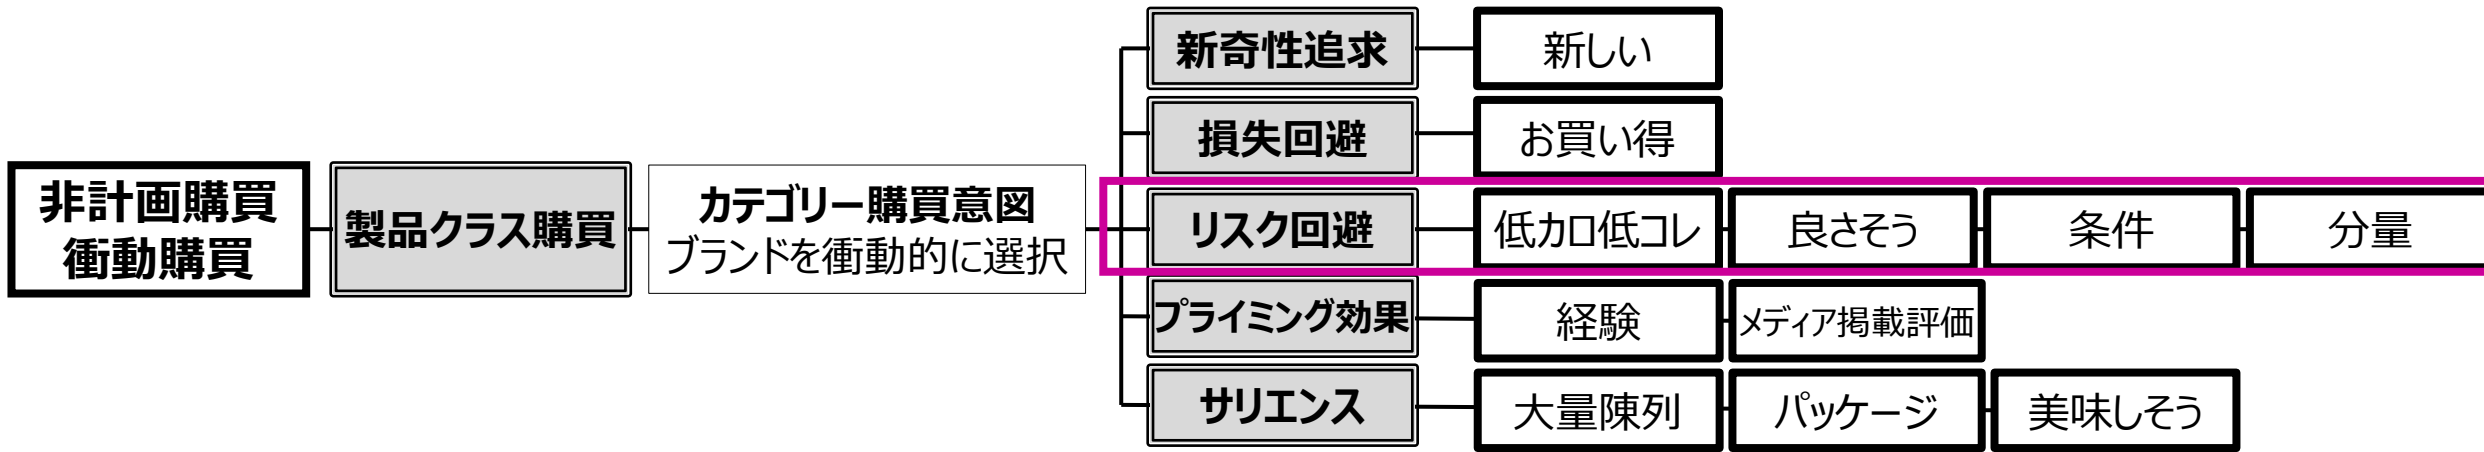 非計画購買
衝動購買
製品クラス購買
カテゴリー購買意図
ブランドを衝動的に選択
新奇性追求
新しい
損失回避
お買い得
リスク回避
低カロ低コレ
良さそう
条件
分量
プライミング効果
経験
メディア掲載評価
サリエンス
大量陳列
パッケージ
美味しそう